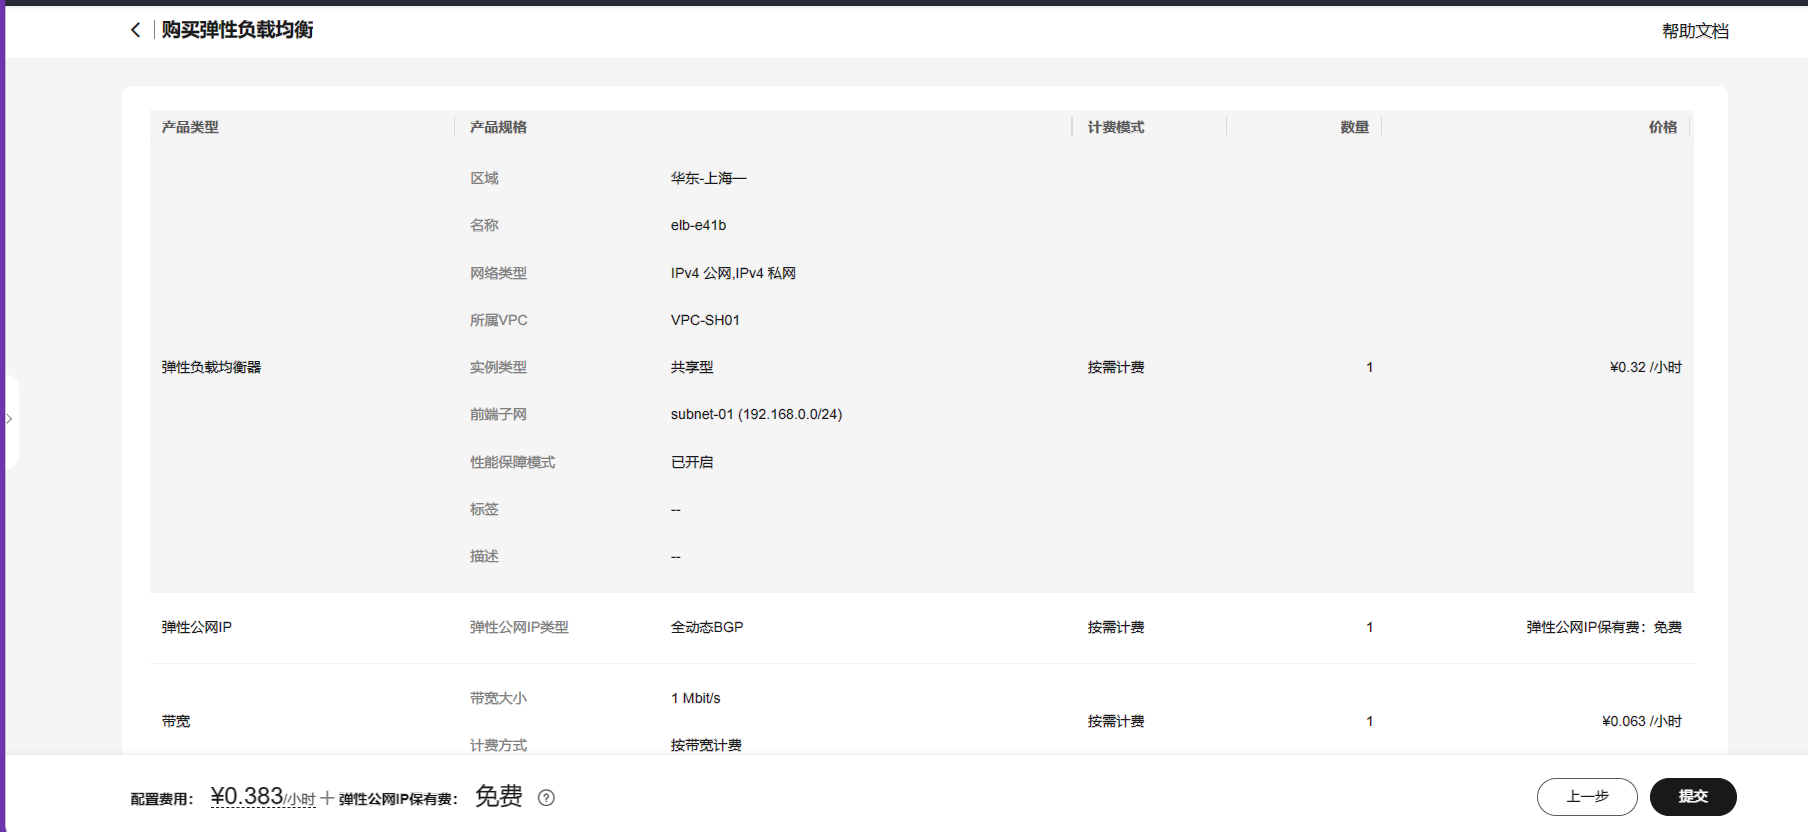 购买弹性负载均衡
帮助文档
产品类型 产品规格 计费模式 数量 价格
区域 华东-上海一
名称 elb-e41b
网络类型 IPv4 公网,IPv4 私网
所属VPC VPC-SH01
弹性负载均衡器 实例类型 共享型 按需计费 1 ¥0.32 /小时
前端子网 subnet-01 (192.168.0.0/24)
性能保障模式 已开启
标签 --
描述 --
弹性公网IP 弹性公网IP类型 全动态BGP 按需计费 1 弹性公网IP保有费：免费
带宽大小 1 Mbit/s
带宽 按需计费 1 ¥0.063 /小时
计费方式 按带宽计费
配置费用： ¥0.383/小时 + 弹性公网IP保有费： 免费 ?
上一步 提交